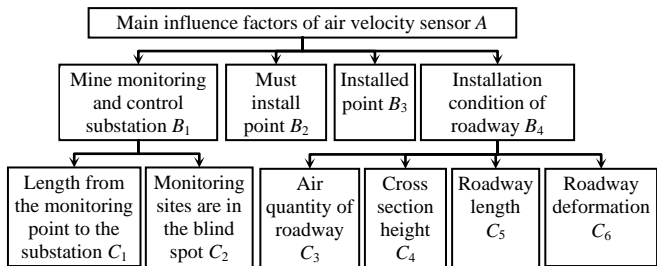 Main influence factors of air velocity sensor A
Mine monitoring
and control
substation B₁
Must
install
point B₂
Installed
point B₃
Installation
condition of
roadway B₄
Length from
the monitoring
point to the
substation C₁
Monitoring
sites are in
the blind
spot C₂
Air
quantity of
roadway
C₃
Cross
section
height
C₄
Roadway
length
C₅
Roadway
deformation
C₆